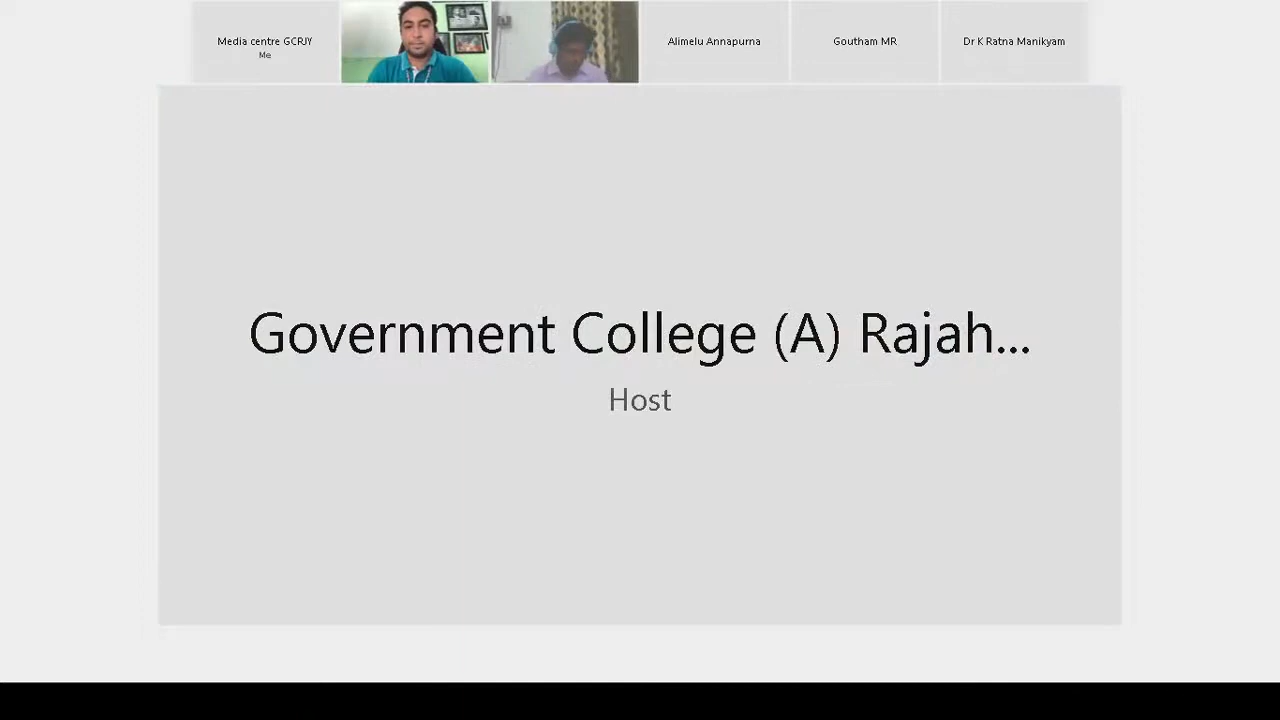 Media centre GCRJY
Me
Alimelu Annapurna
Goutham MR
Dr K Ratna Manikyam
Government College (A) Rajah...
Host